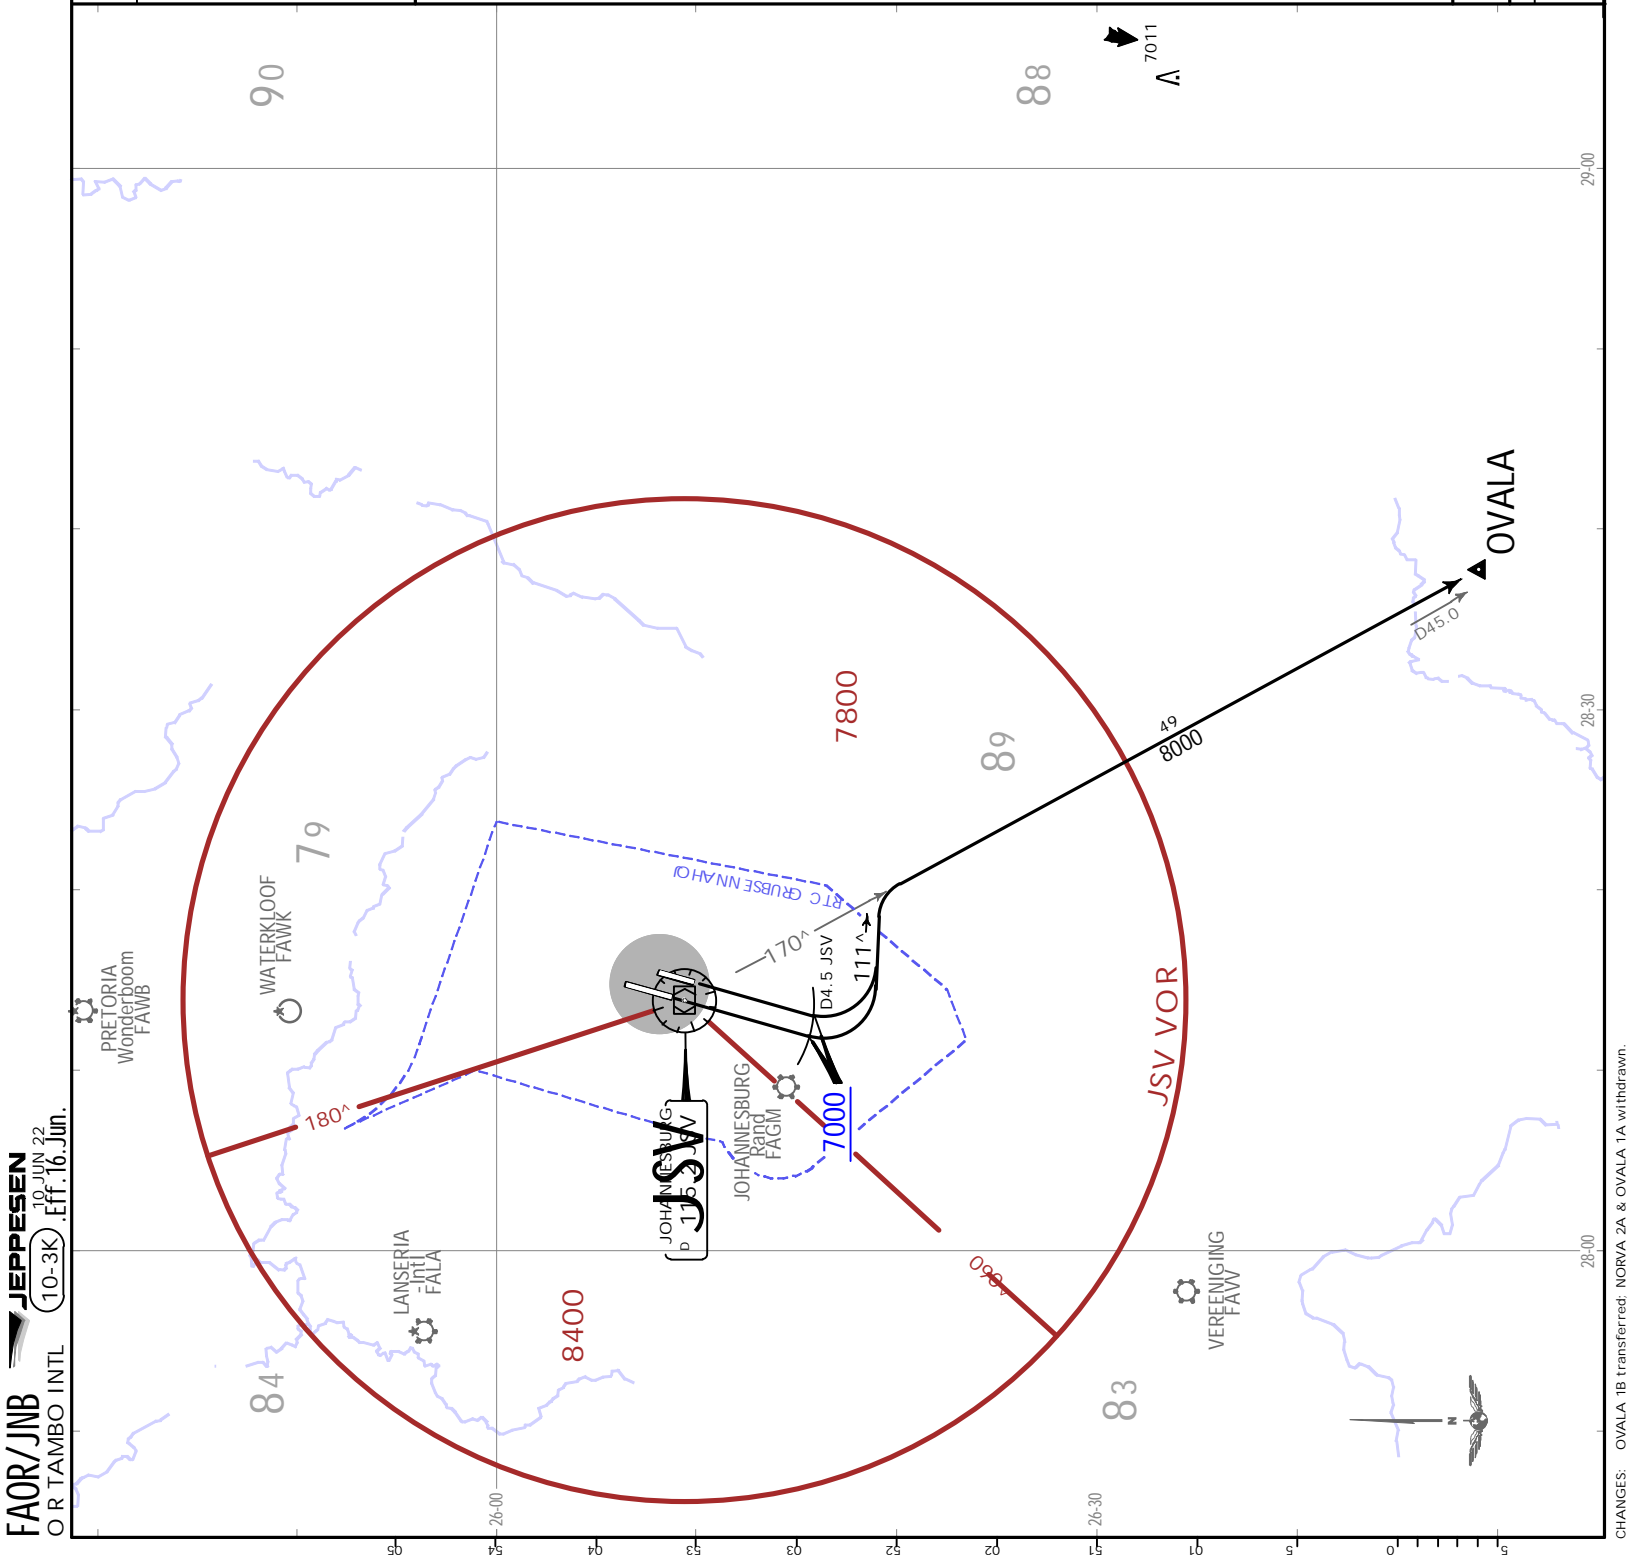 FAOR/JNB
O R TAMBO INTL
JEPPESEN
10 JUN 22
10-3K
.Eff.16.Jun.
PRETORIA
Wonderboom
FAWB
WATERKLOOF
FAWK
LANSERIA
Intl
FALA
JOHANNESBURG
D
JSV
JOHANNESBURG
Rand
FAGM
VEREENIGING
FAVV
90
88
79
89
84
83
7800
8400
180^
JSV VOR
170^
D4.5 JSV
111^
7000
49
8000
D45.0
OVALA
7011
26-00
26-30
28-00
28-30
29-00
N
CHANGES: OVALA 1B transferred; NORVA 2A & OVALA 1A withdrawn.